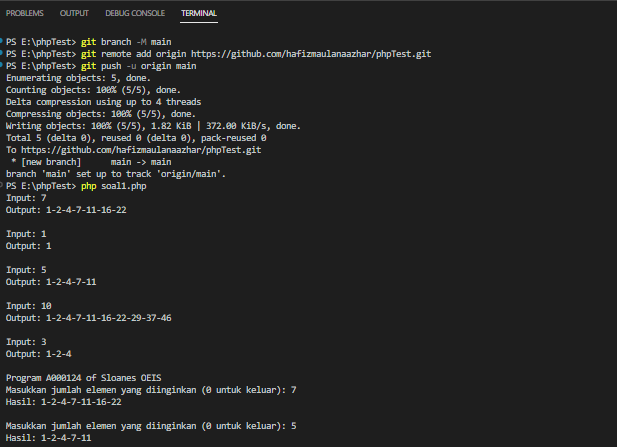 PROBLEMS OUTPUT DEBUG CONSOLE TERMINAL
PS E:\phpTest> git branch -M main
PS E:\phpTest> git remote add origin https://github.com/hafizmaulanaazhar/phpTest.git
PS E:\phpTest> git push -u origin main
Enumerating objects: 5, done.
Counting objects: 100% (5/5), done.
Delta compression using up to 4 threads
Compressing objects: 100% (5/5), done.
Writing objects: 100% (5/5), 1.82 KiB | 372.00 KiB/s, done.
Total 5 (delta 0), reused 0 (delta 0), pack-reused 0
To https://github.com/hafizmaulanaazhar/phpTest.git
 * [new branch]      main -> main
branch 'main' set up to track 'origin/main'.
PS E:\phpTest> php soal1.php
Input: 7
Output: 1-2-4-7-11-16-22

Input: 1
Output: 1

Input: 5
Output: 1-2-4-7-11

Input: 10
Output: 1-2-4-7-11-16-22-29-37-46

Input: 3
Output: 1-2-4

Program A000124 of Sloanes OEIS
Masukkan jumlah elemen yang diinginkan (0 untuk keluar): 7
Hasil: 1-2-4-7-11-16-22

Masukkan jumlah elemen yang diinginkan (0 untuk keluar): 5
Hasil: 1-2-4-7-11